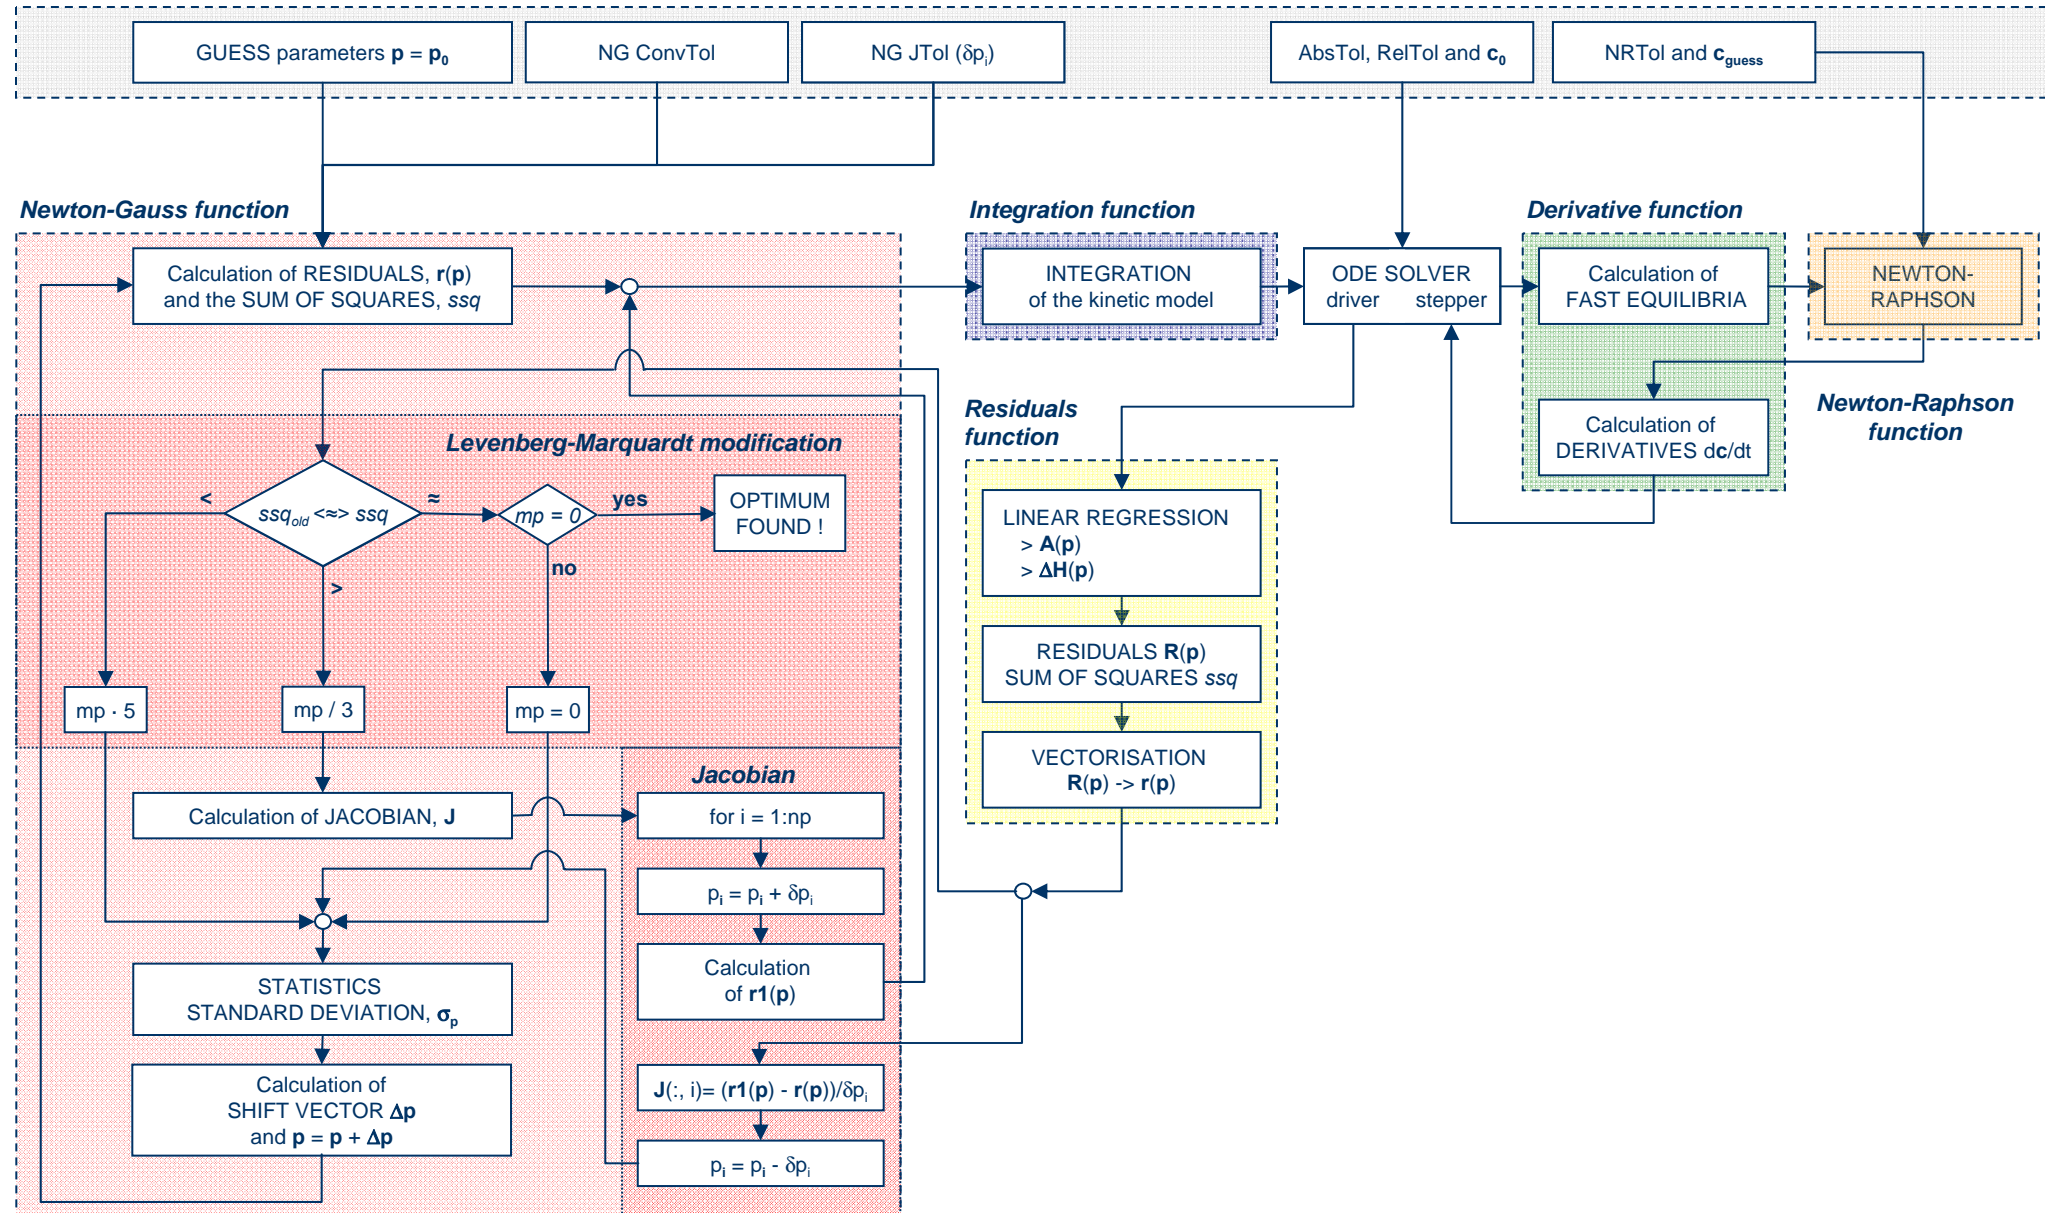 GUESS parameters p = p0
NG ConvTol
NG JTol (δpi)
AbsTol, RelTol and c0
NRTol and cguess
Newton-Gauss function
Integration function
Derivative function
Calculation of RESIDUALS, r(p)
and the SUM OF SQUARES, ssq
INTEGRATION
of the kinetic model
ODE SOLVER
driver stepper
Calculation of
FAST EQUILIBRIA
NEWTON-
RAPHSON
Newton-Raphson
function
Calculation of
DERIVATIVES dc/dt
Residuals
function
Levenberg-Marquardt modification
<
ssqold <≈> ssq
≈
mp = 0
yes
OPTIMUM
FOUND !
no
>
mp · 5
mp / 3
mp = 0
LINEAR REGRESSION
> A(p)
> ΔH(p)
RESIDUALS R(p)
SUM OF SQUARES ssq
VECTORISATION
R(p) -> r(p)
Jacobian
Calculation of JACOBIAN, J
for i = 1:np
pi = pi + δpi
Calculation
of r1(p)
J(:, i)= (r1(p) - r(p))/δpi
pi = pi - δpi
STATISTICS
STANDARD DEVIATION, σp
Calculation of
SHIFT VECTOR Δp
and p = p + Δp